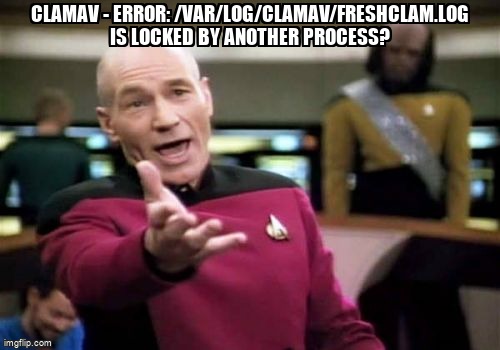 CLAMAV - ERROR: /VAR/LOG/CLAMAV/FRESHCLAM.LOG
IS LOCKED BY ANOTHER PROCESS?
imgflip.com